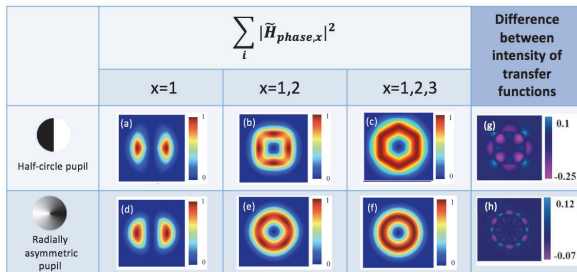 ∑_i |H̃_{phase,x}|²
Difference
between
intensity of
transfer
functions
x=1
x=1,2
x=1,2,3
Half-circle pupil
(a)
1
0
(b)
1
0
(c)
1
0
(g)
0.1
-0.25
Radially
asymmetric
pupil
(d)
1
0
(e)
1
0
(f)
1
0
(h)
0.12
-0.07